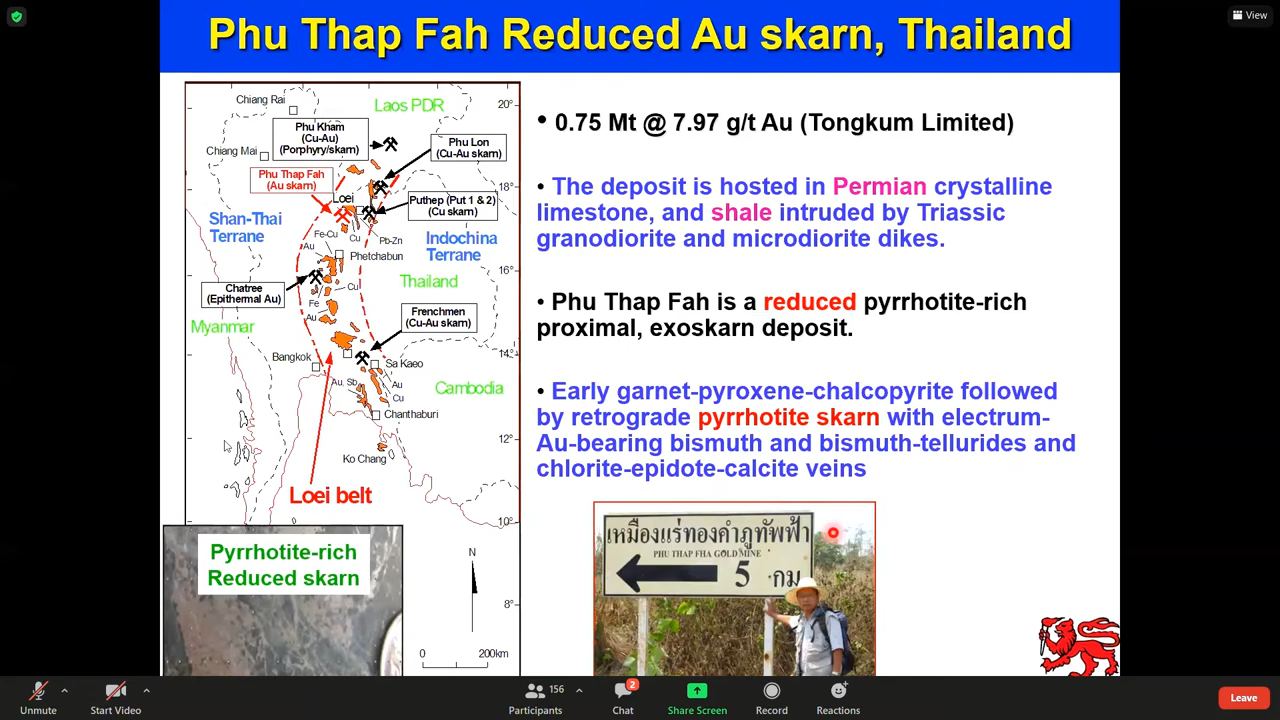 View
Phu Thap Fah Reduced Au skarn, Thailand
Chiang Rai
Laos PDR
20°
Phu Kham
(Cu-Au)
(Porphyry/skarn)
Phu Lon
(Cu-Au skarn)
Chiang Mai
Phu Thap Fah
(Au skarn)
18°
Loei
Puthep (Put 1 & 2)
(Cu skarn)
Shan-Thai
Terrane
Fe-Cu
Cu
Pb-Zn
Au
Indochina
Terrane
Phetchabun
16°
Chatree
(Epithermal Au)
Thailand
Cu
Fe
Au
Frenchmen
(Cu-Au skarn)
Myanmar
14°
Bangkok
Sa Kaeo
Au, Sb
Au
Cu
Cambodia
Chanthaburi
12°
Ko Chang
Loei belt
10°
N
8°
0
200km
• 0.75 Mt @ 7.97 g/t Au (Tongkum Limited)
• The deposit is hosted in Permian crystalline
limestone, and shale intruded by Triassic
granodiorite and microdiorite dikes.
• Phu Thap Fah is a reduced pyrrhotite-rich
proximal, exoskarn deposit.
• Early garnet-pyroxene-chalcopyrite followed
by retrograde pyrrhotite skarn with electrum-
Au-bearing bismuth and bismuth-tellurides and
chlorite-epidote-calcite veins
Pyrrhotite-rich
Reduced skarn
เหมืองแร่ทองคำภูทัพฟ้า
PHU THAP FHA GOLD MINE
5 กม
Unmute
Start Video
156
Participants
2
Chat
Share Screen
Record
Reactions
Leave